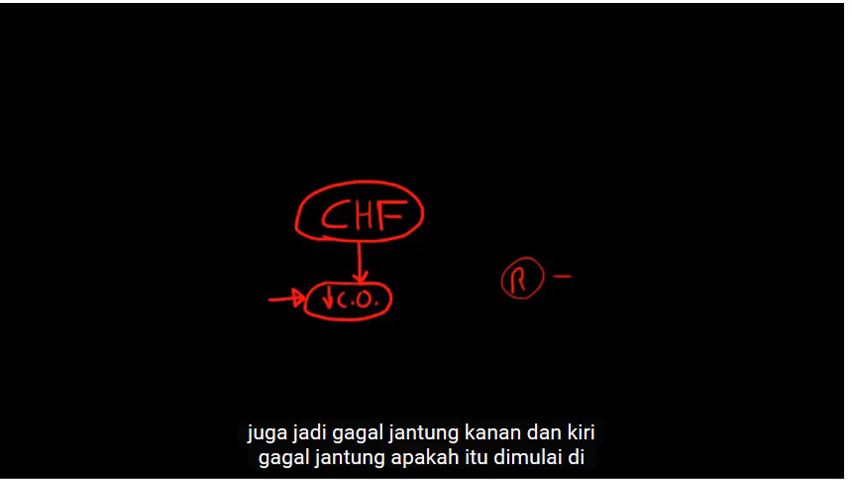 CHF
↓C.O.
R -
juga jadi gagal jantung kanan dan kiri
gagal jantung apakah itu dimulai di